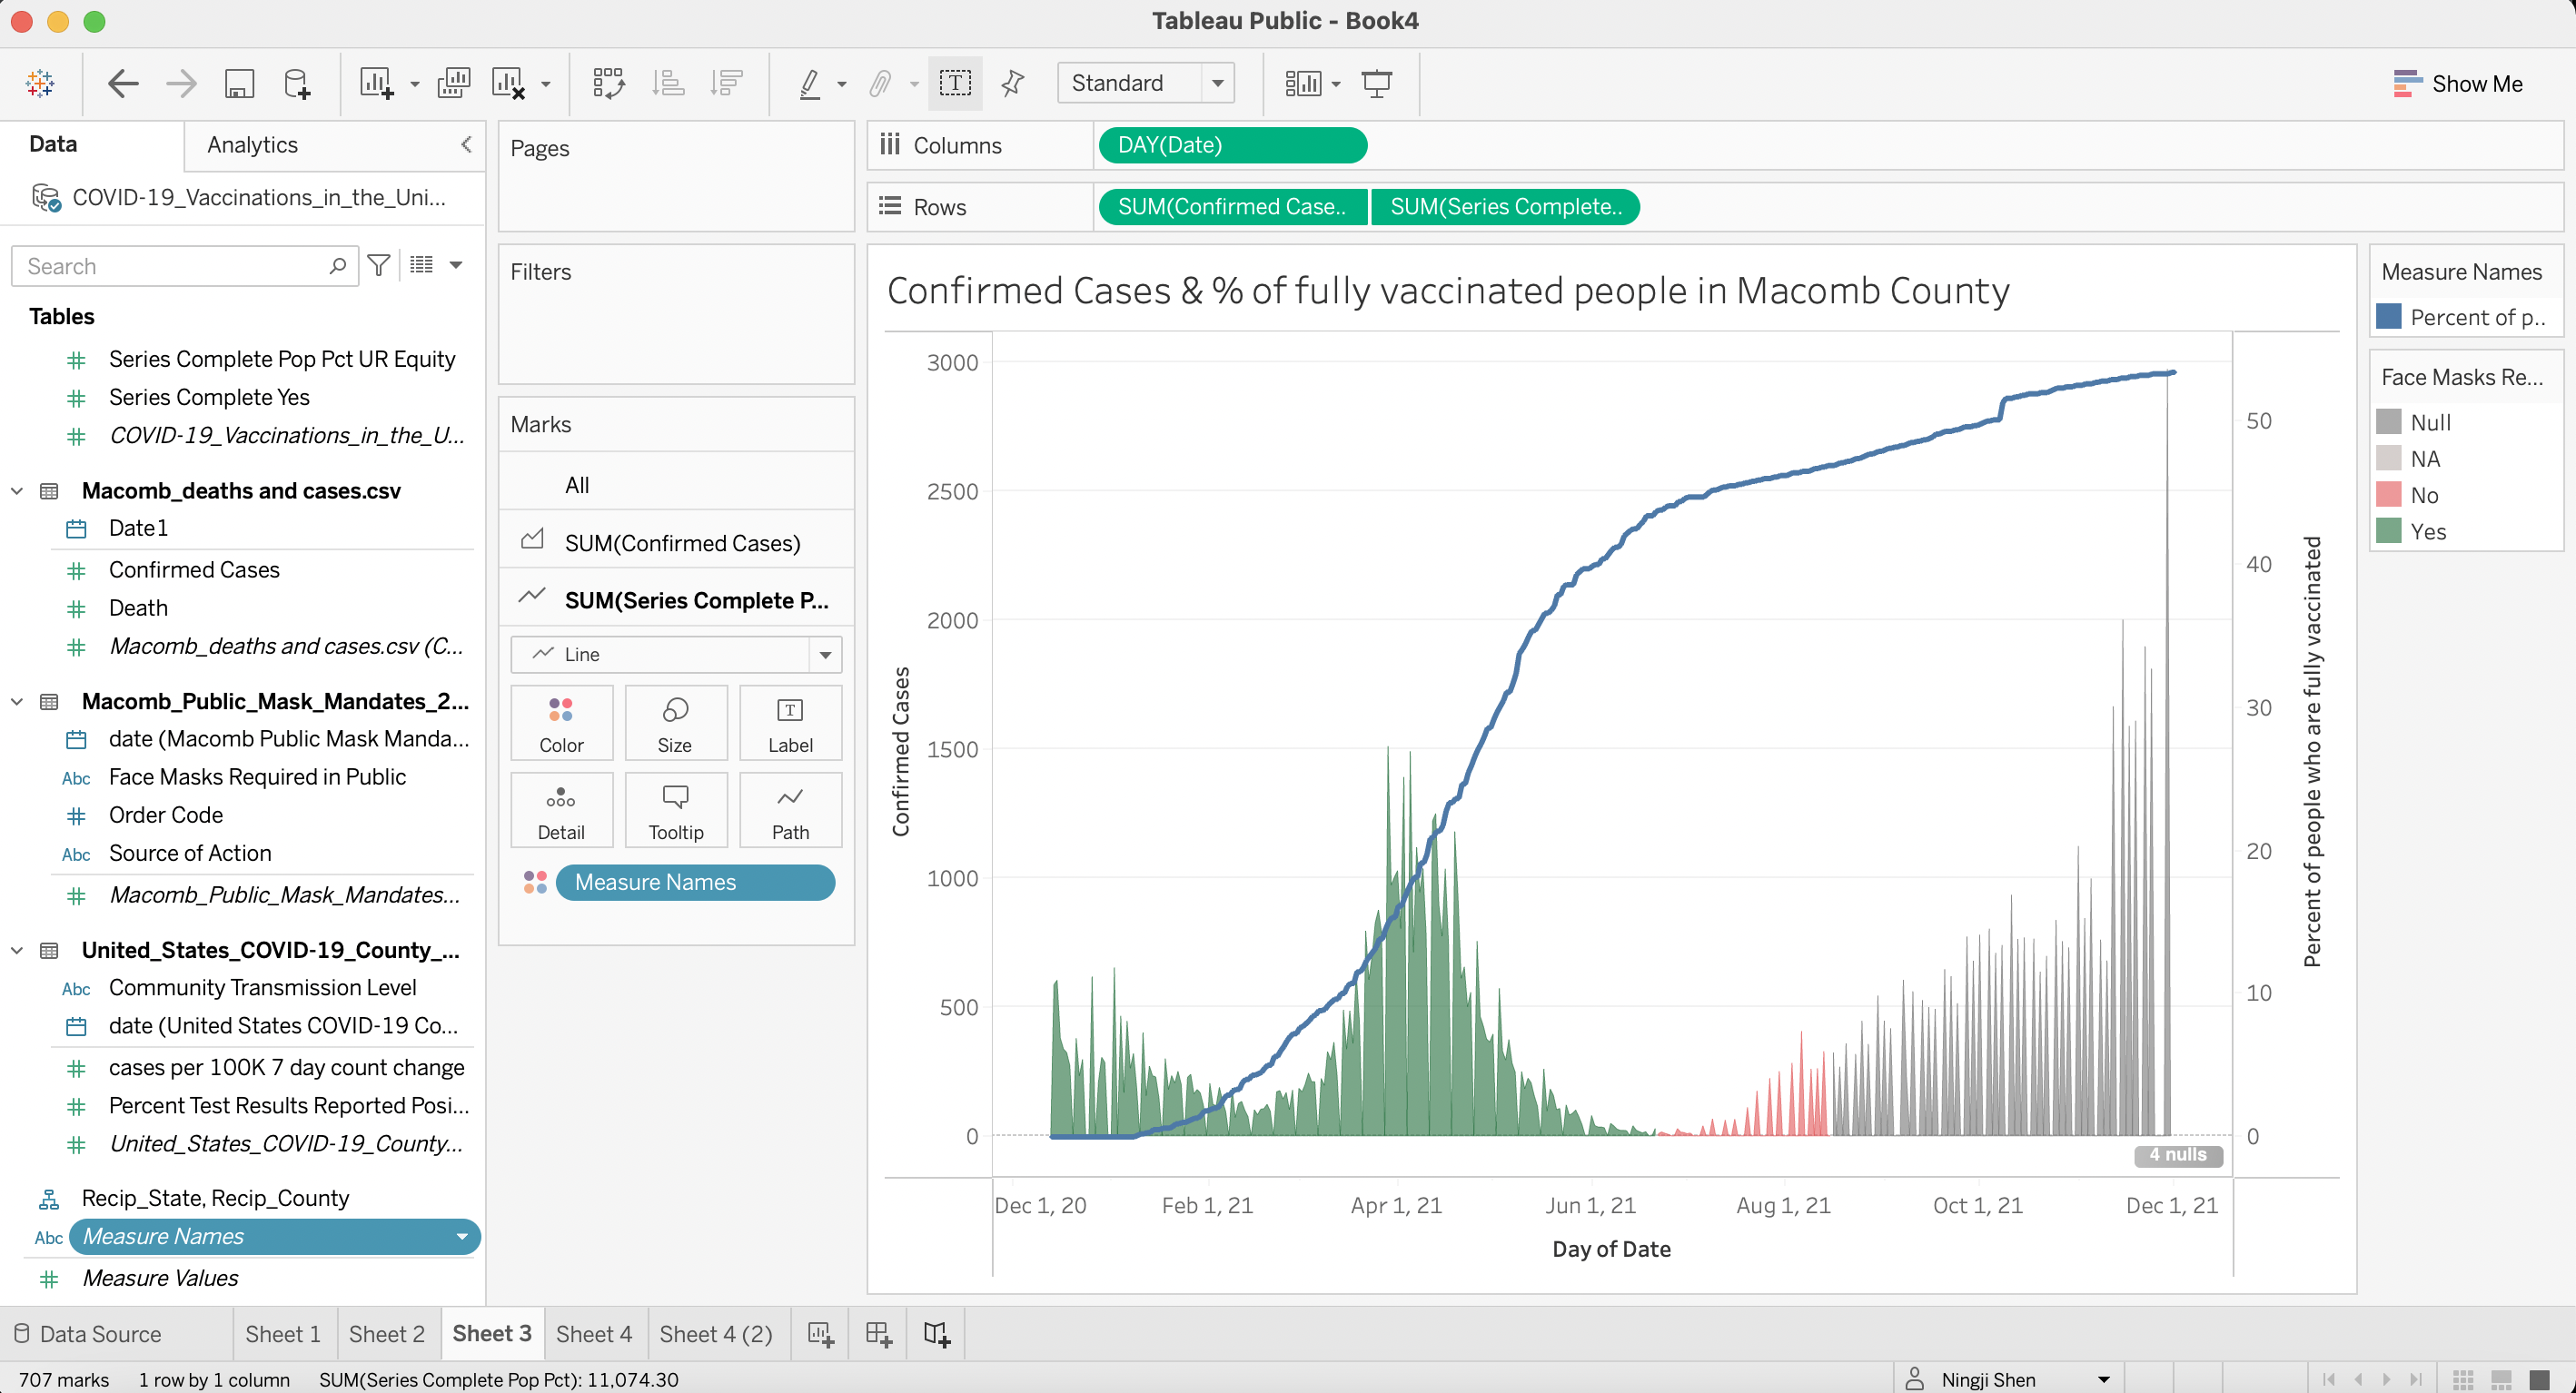 Tableau Public - Book4
Standard
Show Me
Data
Analytics
COVID-19_Vaccinations_in_the_Uni...
Search
Tables
Series Complete Pop Pct UR Equity
Series Complete Yes
COVID-19_Vaccinations_in_the_U...
Macomb_deaths and cases.csv
Date1
Confirmed Cases
Death
Macomb_deaths and cases.csv (C...
Macomb_Public_Mask_Mandates_2...
date (Macomb Public Mask Manda...
Abc Face Masks Required in Public
Order Code
Abc Source of Action
Macomb_Public_Mask_Mandates...
United_States_COVID-19_County_...
Abc Community Transmission Level
date (United States COVID-19 Co...
cases per 100K 7 day count change
Percent Test Results Reported Posi...
United_States_COVID-19_County...
Recip_State, Recip_County
Abc Measure Names
Measure Values
Pages
Filters
Marks
All
SUM(Confirmed Cases)
SUM(Series Complete P...
Line
Color
Size
T
Label
Detail
Tooltip
Path
Measure Names
Columns
DAY(Date)
Rows
SUM(Confirmed Case..
SUM(Series Complete..
Confirmed Cases & % of fully vaccinated people in Macomb County
Confirmed Cases
3000
2500
2000
1500
1000
500
0
Percent of people who are fully vaccinated
50
40
30
20
10
0
4 nulls
Dec 1, 20
Feb 1, 21
Apr 1, 21
Jun 1, 21
Aug 1, 21
Oct 1, 21
Dec 1, 21
Day of Date
Measure Names
Percent of p..
Face Masks Re...
Null
NA
No
Yes
Data Source
Sheet 1
Sheet 2
Sheet 3
Sheet 4
Sheet 4 (2)
707 marks
1 row by 1 column
SUM(Series Complete Pop Pct): 11,074.30
Ningji Shen